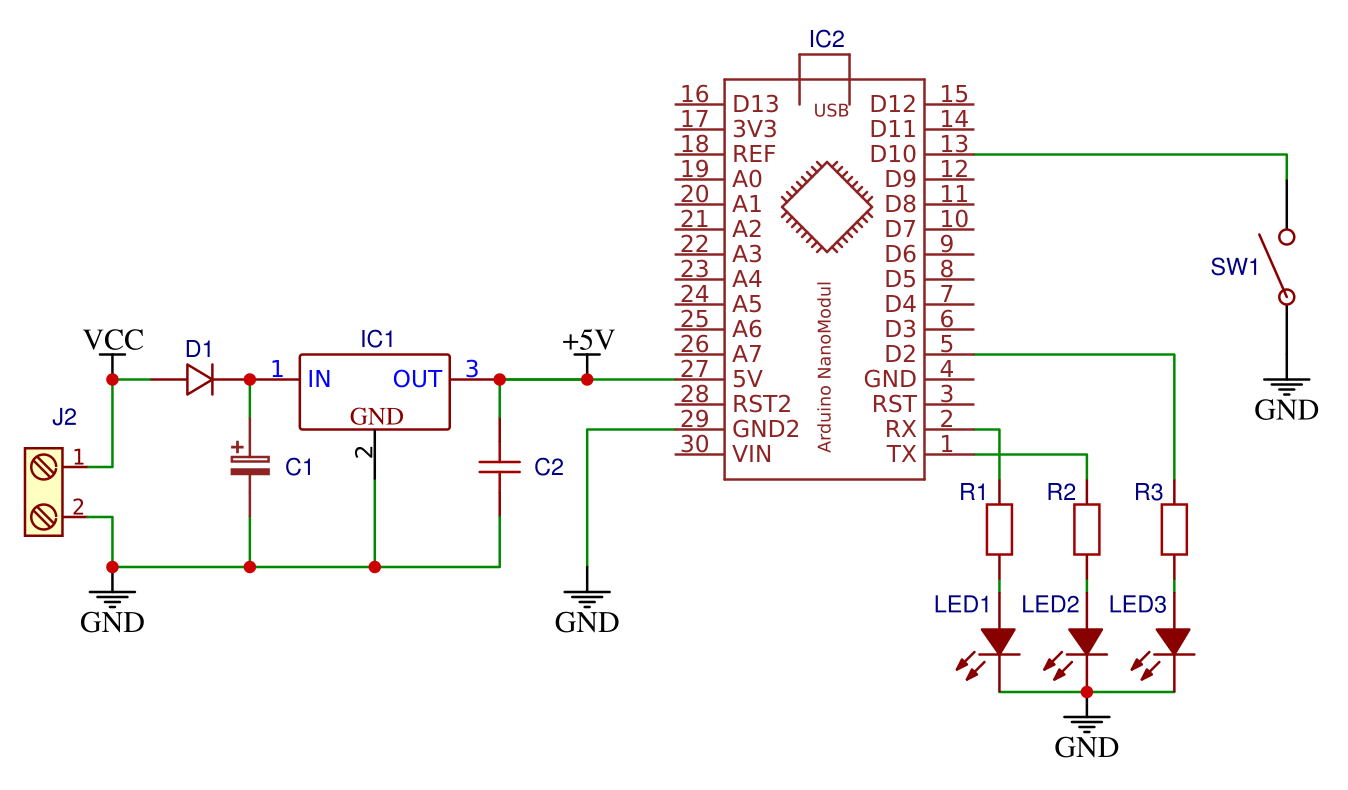 IC2
USB
16 D13 D12 15
17 3V3 D11 14
18 REF D10 13
19 A0 D9 12
20 A1 D8 11
21 A2 D7 10
22 A3 D6 9
23 A4 D5 8
24 A5 D4 7
25 A6 D3 6
26 A7 D2 5
27 5V GND 4
28 RST2 RST 3
29 GND2 RX 2
30 VIN TX 1
Arduino NanoModul
SW1
GND
VCC
D1
IC1
+5V
1 IN OUT 3
GND
2
J2
1
2
+
C1
C2
GND
GND
R1
R2
R3
LED1
LED2
LED3
GND